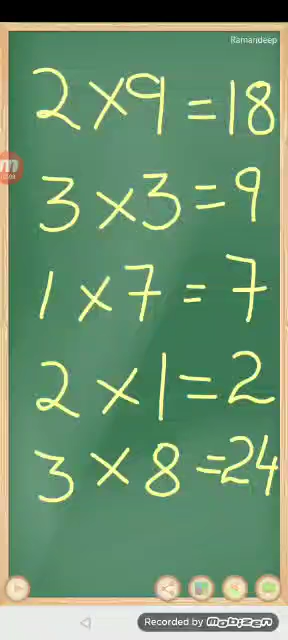 Ramandeep
2×9=18
3×3=9
1×7=7
2×1=2
3×8=24
Recorded by mobizen